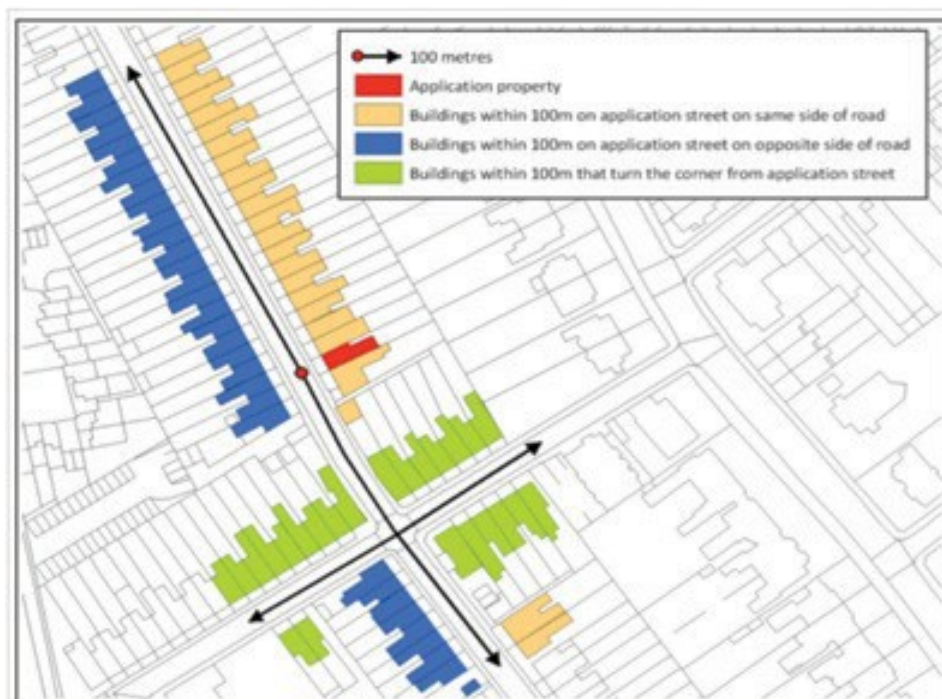 100 metres
Application property
Buildings within 100m on application street on same side of road
Buildings within 100m on application street on opposite side of road
Buildings within 100m that turn the corner from application street